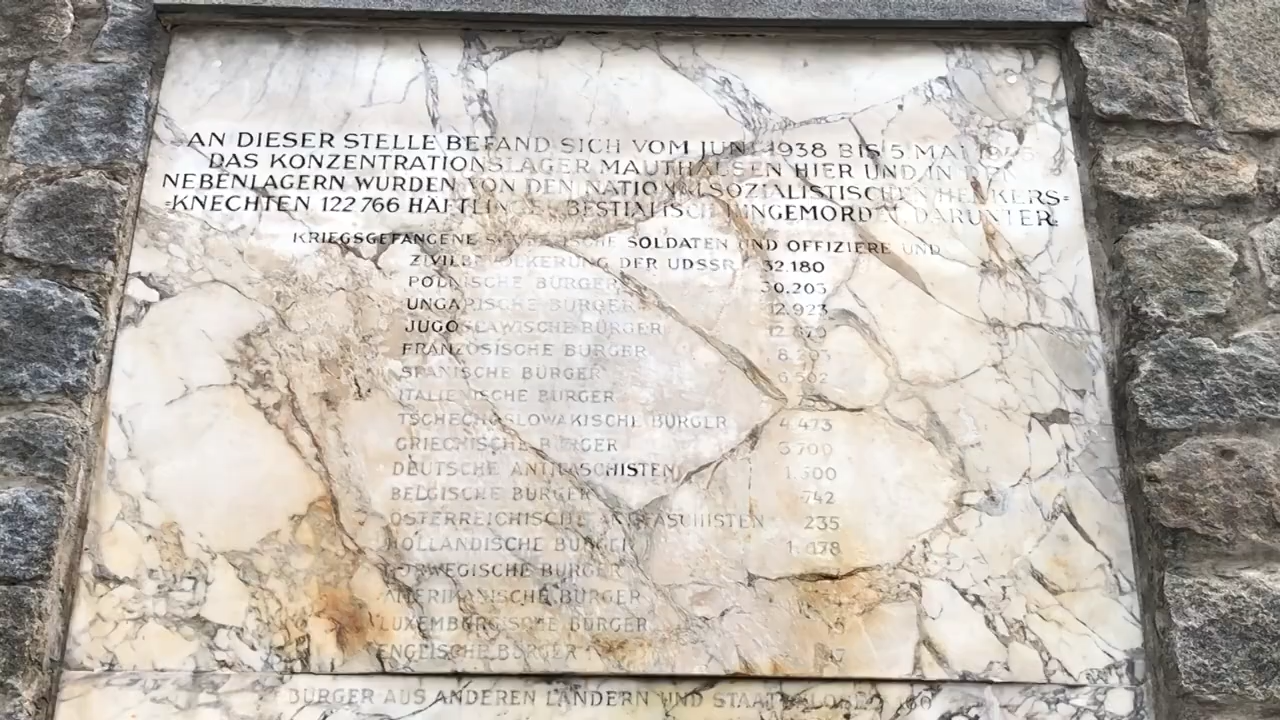 AN DIESER STELLE BEFAND SICH VOM JUNI 1938 BIS 5 MAI 1945
DAS KONZENTRATIONSLAGER MAUTHAUSEN HIER UND IN DEN
NEBENLAGERN WURDEN VON DEN NATIONALSOZIALISTISCHEN HENKERS=
=KNECHTEN 122766 HÄFTLINGE BESTIALISCH HINGEMORDET. DARUNTER:
KRIEGSGEFANGENE SOWJETISCHE SOLDATEN UND OFFIZIERE UND
ZIVILBEVÖLKERUNG DER UDSSR 32.180
POLNISCHE BÜRGER 30.203
UNGARISCHE BÜRGER 12.923
JUGOSLAWISCHE BÜRGER 12.870
FRANZÖSISCHE BÜRGER 8.203
SPANISCHE BÜRGER 6.502
ITALIENISCHE BÜRGER
TSCHECHOSLOWAKISCHE BÜRGER 4.473
GRIECHISCHE BÜRGER 3.700
DEUTSCHE ANTIFASCHISTEN 1.500
BELGISCHE BÜRGER 742
ÖSTERREICHISCHE ANTIFASCHISTEN 235
HOLLÄNDISCHE BÜRGER
NORWEGISCHE BÜRGER
AMERIKANISCHE BÜRGER
LUXEMBURGISCHE BÜRGER
ENGLISCHE BÜRGER
BÜRGER AUS ANDEREN LÄNDERN UND STAATENLOSE